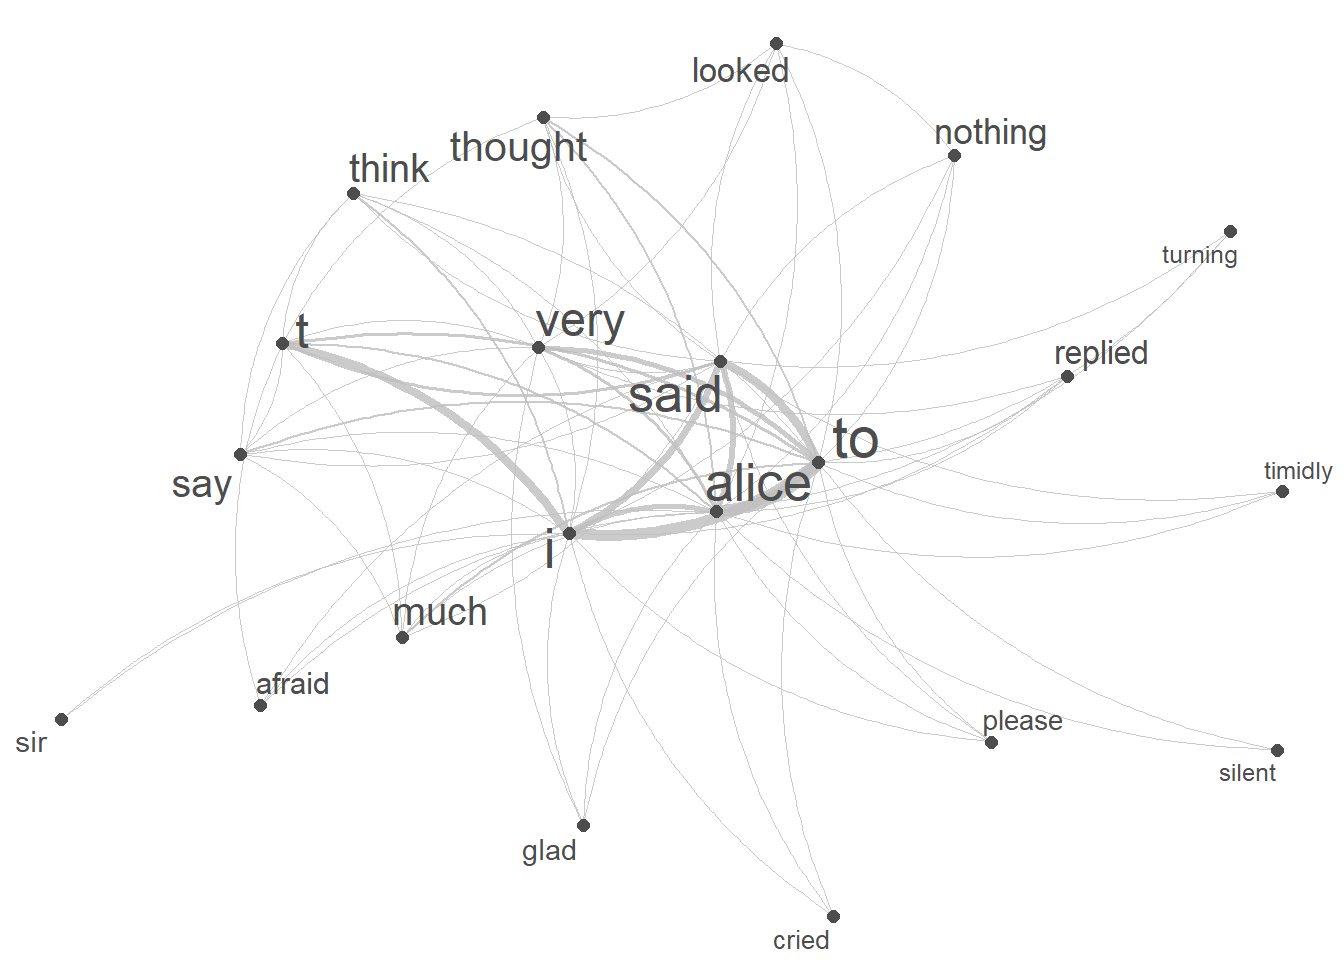 looked
nothing
thought
think
turning
very
t
replied
said
to
timidly
say
alice
i
much
afraid
please
sir
silent
glad
cried